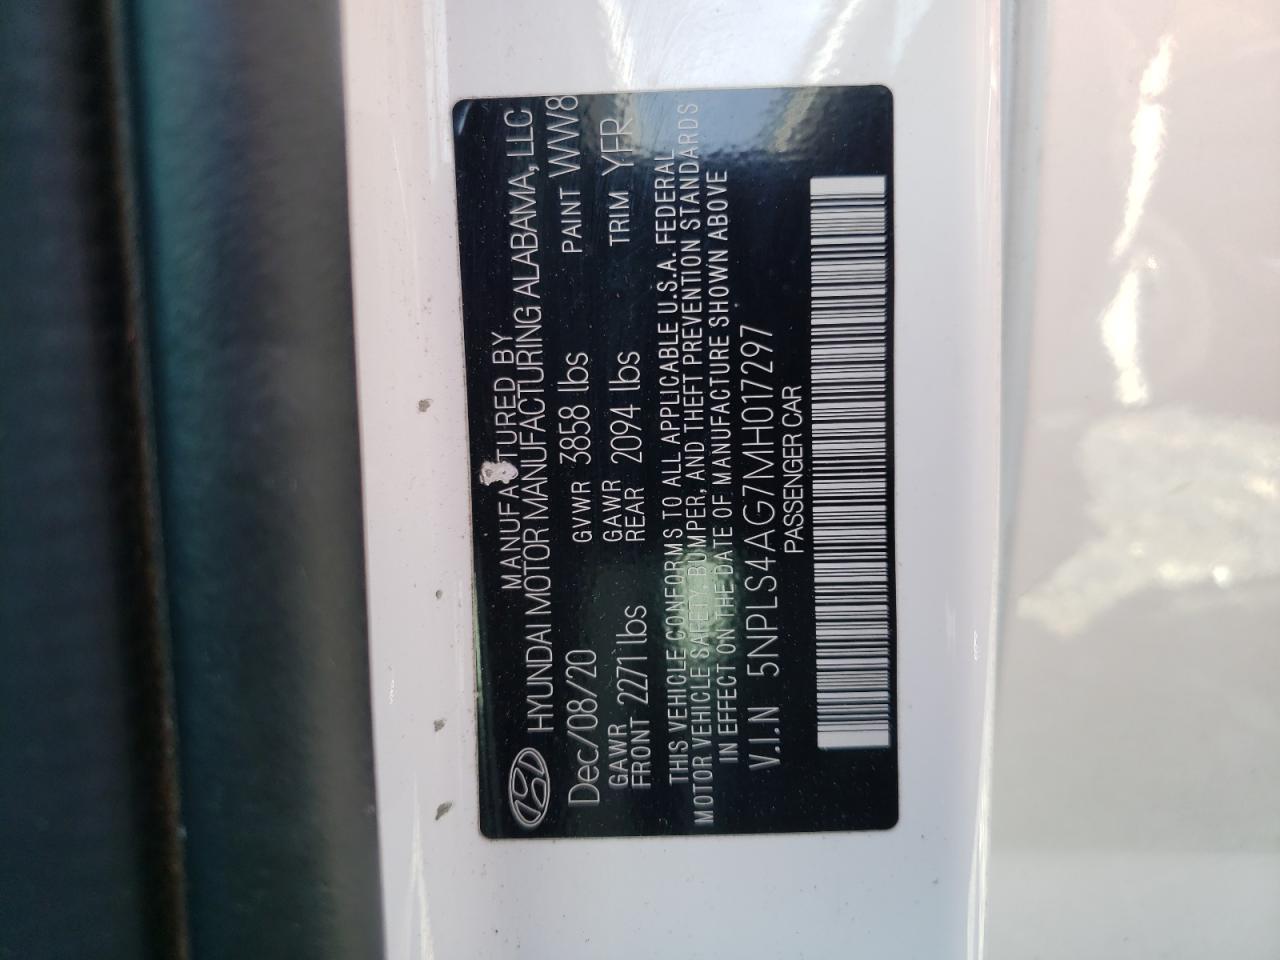 MANUFA TURED BY
HYUNDAI MOTOR MANUFACTURING ALABAMA, LLC
Dec/08/20 GVWR 3858 lbs PAINT WW8
GAWR FRONT 2271 lbs GAWR REAR 2094 lbs TRIM YFR
THIS VEHICLE CONFORMS TO ALL APPLICABLE U.S.A. FEDERAL
MOTOR VEHICLE SAFETY, BUMPER, AND THEFT PREVENTION STANDARDS
IN EFFECT ON THE DATE OF MANUFACTURE SHOWN ABOVE
V.I.N 5NPLS4AG7MH017297
PASSENGER CAR